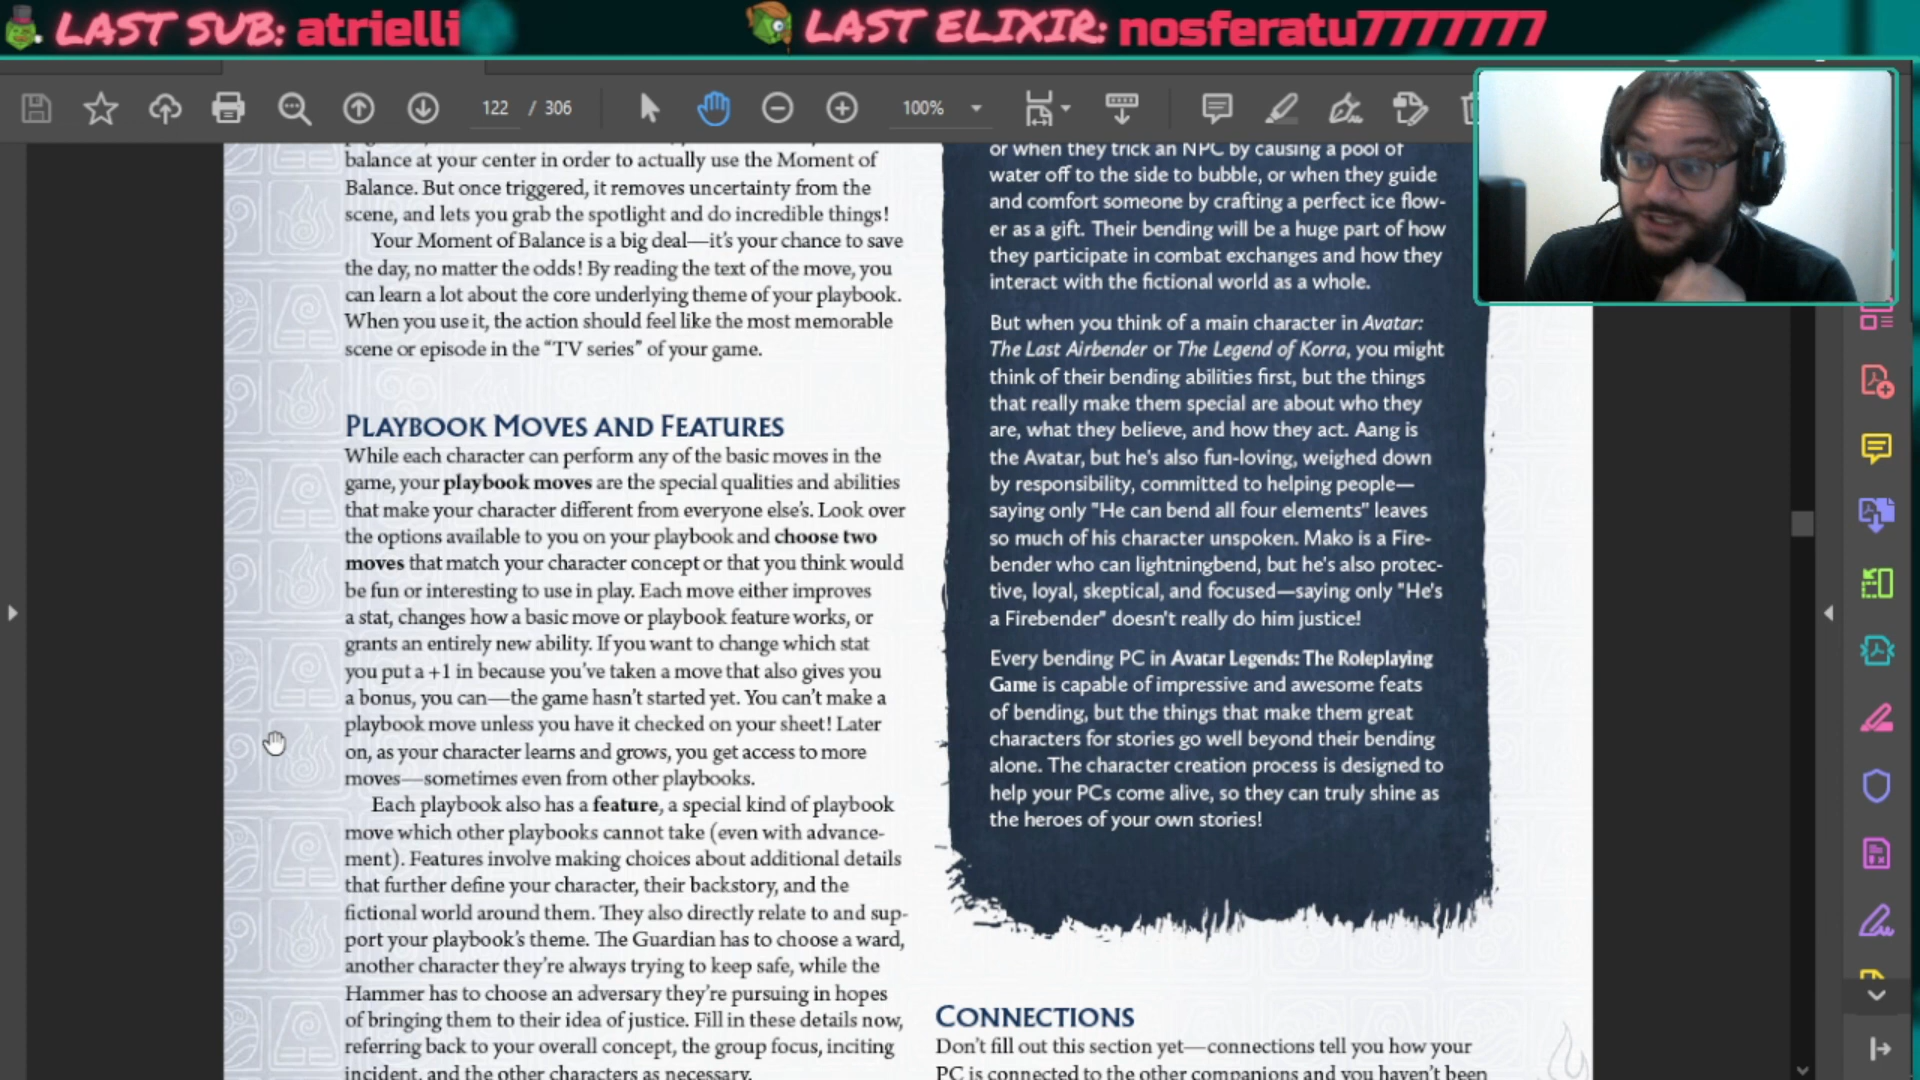 LAST SUB: atrielli
LAST ELIXIR: nosferatu7777777
122 / 306
100%
balance at your center in order to actually use the Moment of
Balance. But once triggered, it removes uncertainty from the
scene, and lets you grab the spotlight and do incredible things!
Your Moment of Balance is a big deal—it's your chance to save
the day, no matter the odds! By reading the text of the move, you
can learn a lot about the core underlying theme of your playbook.
When you use it, the action should feel like the most memorable
scene or episode in the “TV series” of your game.
PLAYBOOK MOVES AND FEATURES
While each character can perform any of the basic moves in the
game, your playbook moves are the special qualities and abilities
that make your character different from everyone else's. Look over
the options available to you on your playbook and choose two
moves that match your character concept or that you think would
be fun or interesting to use in play. Each move either improves
a stat, changes how a basic move or playbook feature works, or
grants an entirely new ability. If you want to change which stat
you put a +1 in because you've taken a move that also gives you
a bonus, you can—the game hasn't started yet. You can't make a
playbook move unless you have it checked on your sheet! Later
on, as your character learns and grows, you get access to more
moves—sometimes even from other playbooks.
Each playbook also has a feature, a special kind of playbook
move which other playbooks cannot take (even with advance-
ment). Features involve making choices about additional details
that further define your character, their backstory, and the
fictional world around them. They also directly relate to and sup-
port your playbook's theme. The Guardian has to choose a ward,
another character they're always trying to keep safe, while the
Hammer has to choose an adversary they're pursuing in hopes
of bringing them to their idea of justice. Fill in these details now,
referring back to your overall concept, the group focus, inciting
incident, and the other characters as necessary.
or when they trick an NPC by causing a pool of
water off to the side to bubble, or when they guide
and comfort someone by crafting a perfect ice flow-
er as a gift. Their bending will be a huge part of how
they participate in combat exchanges and how they
interact with the fictional world as a whole.
But when you think of a main character in Avatar:
The Last Airbender or The Legend of Korra, you might
think of their bending abilities first, but the things
that really make them special are about who they
are, what they believe, and how they act. Aang is
the Avatar, but he's also fun-loving, weighed down
by responsibility, committed to helping people—
saying only "He can bend all four elements" leaves
so much of his character unspoken. Mako is a Fire-
bender who can lightningbend, but he's also protec-
tive, loyal, skeptical, and focused—saying only "He's
a Firebender" doesn't really do him justice!
Every bending PC in Avatar Legends: The Roleplaying
Game is capable of impressive and awesome feats
of bending, but the things that make them great
characters for stories go well beyond their bending
alone. The character creation process is designed to
help your PCs come alive, so they can truly shine as
the heroes of your own stories!
CONNECTIONS
Don't fill out this section yet—connections tell you how your
PC is connected to the other companions and you haven't been